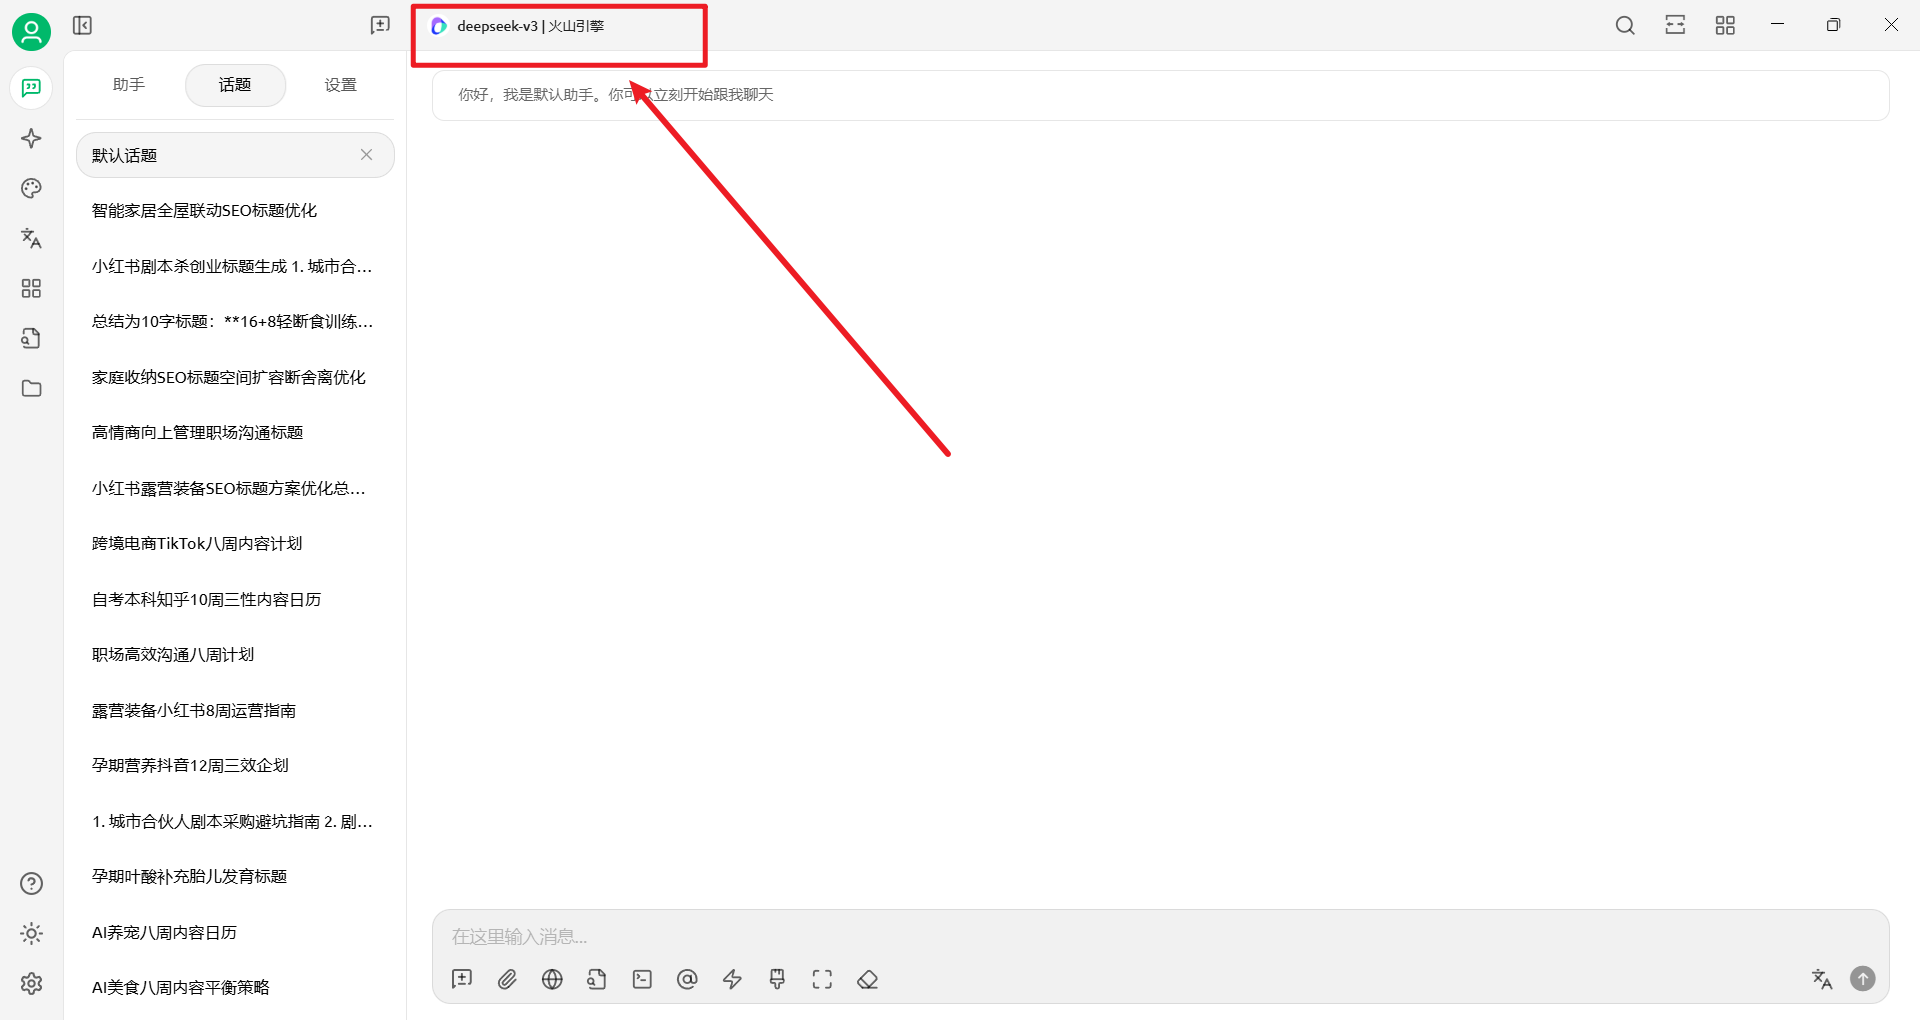 deepseek-v3 | 火山引擎
助手
话题
设置
默认话题
智能家居全屋联动SEO标题优化
小红书剧本杀创业标题生成 1. 城市合...
总结为10字标题：**16+8轻断食训练...
家庭收纳SEO标题空间扩容断舍离优化
高情商向上管理职场沟通标题
小红书露营装备SEO标题方案优化总...
跨境电商TikTok八周内容计划
自考本科知乎10周三性内容日历
职场高效沟通八周计划
露营装备小红书8周运营指南
孕期营养抖音12周三效企划
1. 城市合伙人剧本采购避坑指南 2. 剧...
孕期叶酸补充胎儿发育标题
AI养宠八周内容日历
AI美食八周内容平衡策略
你好，我是默认助手。你可以立刻开始跟我聊天
在这里输入消息...